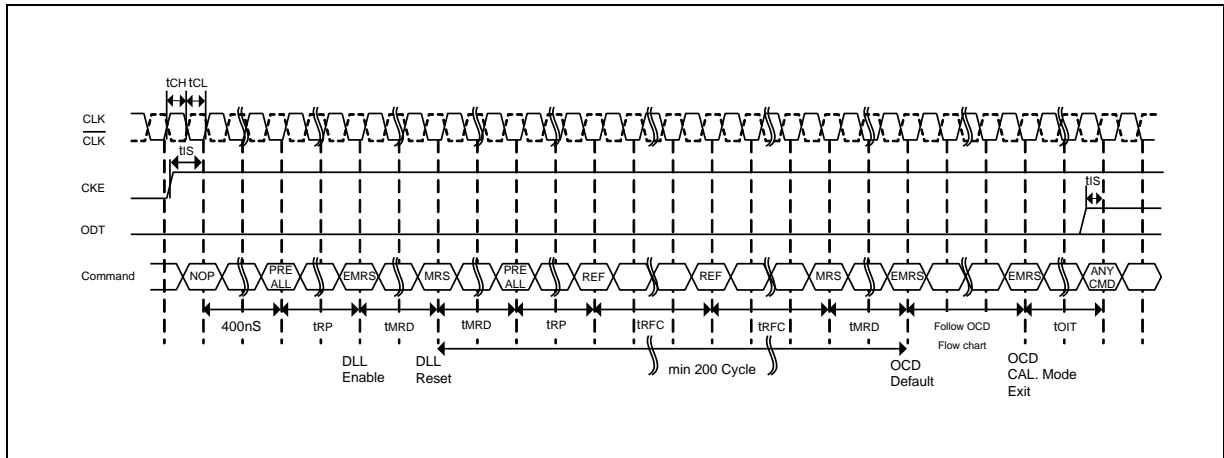 tCH tCL
CLK
CLK
tIS
CKE
tIS
ODT
Command
NOP
PRE ALL
EMRS
MRS
PRE ALL
REF
REF
MRS
EMRS
EMRS
ANY CMD
400nS
tRP
tMRD
tMRD
tRP
tRFC
tRFC
tMRD
Follow OCD
Flow chart
tOIT
DLL
Enable
DLL
Reset
min 200 Cycle
OCD
Default
OCD
CAL. Mode
Exit